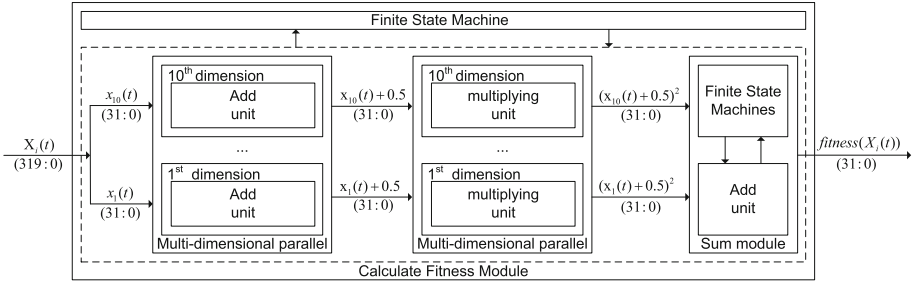 Finite State Machine
10th dimension
Add
unit
...
1st dimension
Add
unit
Multi-dimensional parallel
10th dimension
multiplying
unit
...
1st dimension
multiplying
unit
Multi-dimensional parallel
Finite State
Machines
Add
unit
Sum module
Xi(t)
(319:0)
x10(t)
(31:0)
x1(t)
(31:0)
x10(t)+0.5
(31:0)
x1(t)+0.5
(31:0)
(x10(t)+0.5)²
(31:0)
(x1(t)+0.5)²
(31:0)
fitness(Xi(t))
(31:0)
Calculate Fitness Module